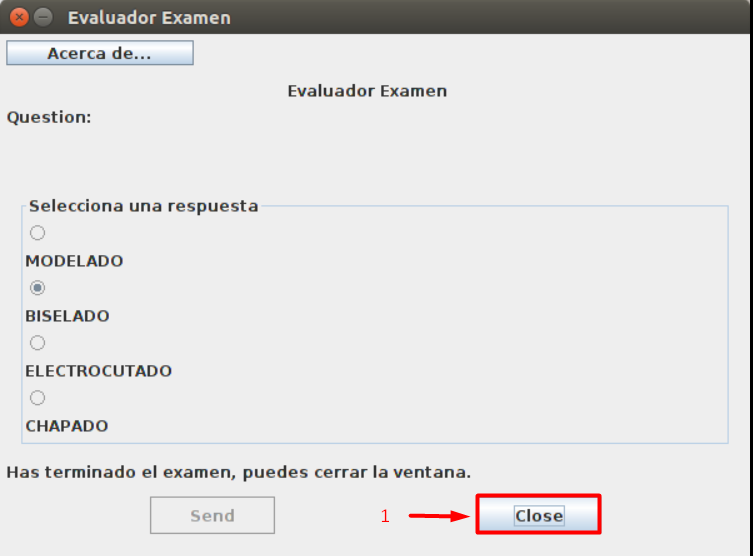 Evaluador Examen
Acerca de...
Evaluador Examen
Question:
Selecciona una respuesta
MODELADO
BISELADO
ELECTROCUTADO
CHAPADO
Has terminado el examen, puedes cerrar la ventana.
Send 1 Close